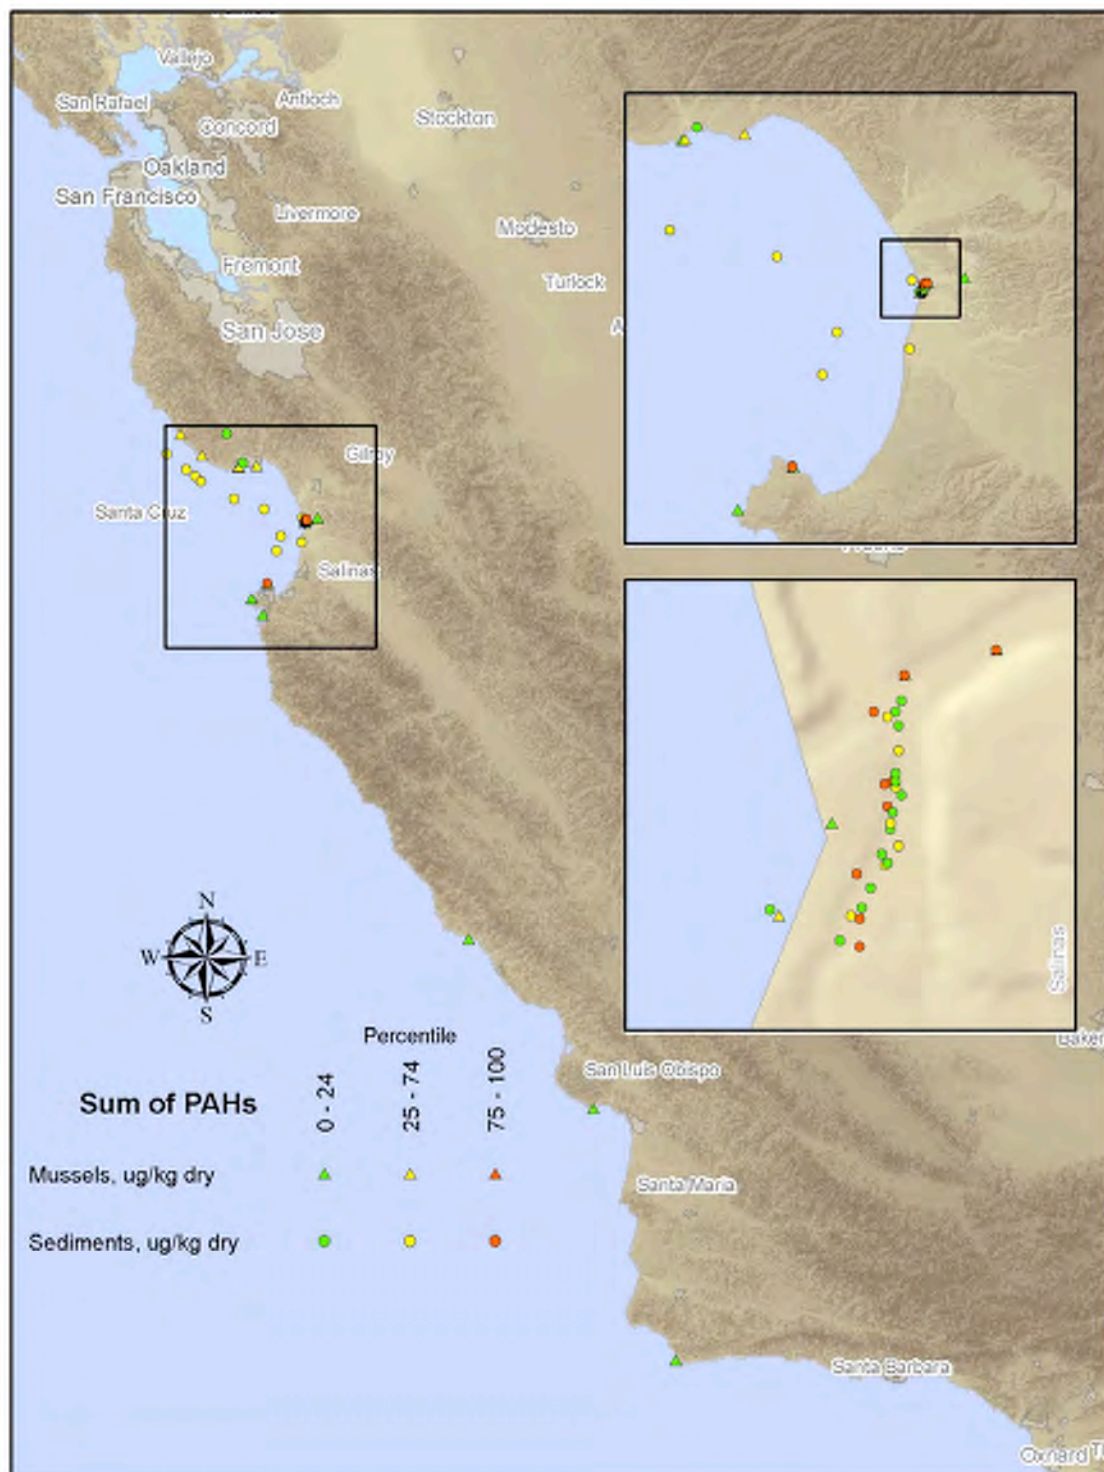 Vallejo
San Rafael
Antioch
Concord
Stockton
Oakland
San Francisco
Livermore
Modesto
Fremont
Turlock
San Jose
Gilroy
Santa Cruz
Salinas
N
W E
S
Salinas
Percentile
San Luis Obispo
Sum of PAHs
0 - 24
25 - 74
75 - 100
Mussels, ug/kg dry
Santa Maria
Sediments, ug/kg dry
Santa Barbara
Oxnard